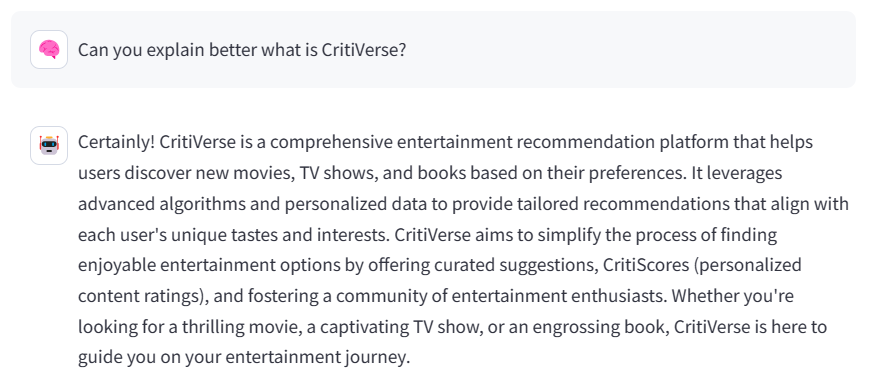 Can you explain better what is CritiVerse?
Certainly! CritiVerse is a comprehensive entertainment recommendation platform that helps
users discover new movies, TV shows, and books based on their preferences. It leverages
advanced algorithms and personalized data to provide tailored recommendations that align with
each user's unique tastes and interests. CritiVerse aims to simplify the process of finding
enjoyable entertainment options by offering curated suggestions, CritiScores (personalized
content ratings), and fostering a community of entertainment enthusiasts. Whether you're
looking for a thrilling movie, a captivating TV show, or an engrossing book, CritiVerse is here to
guide you on your entertainment journey.